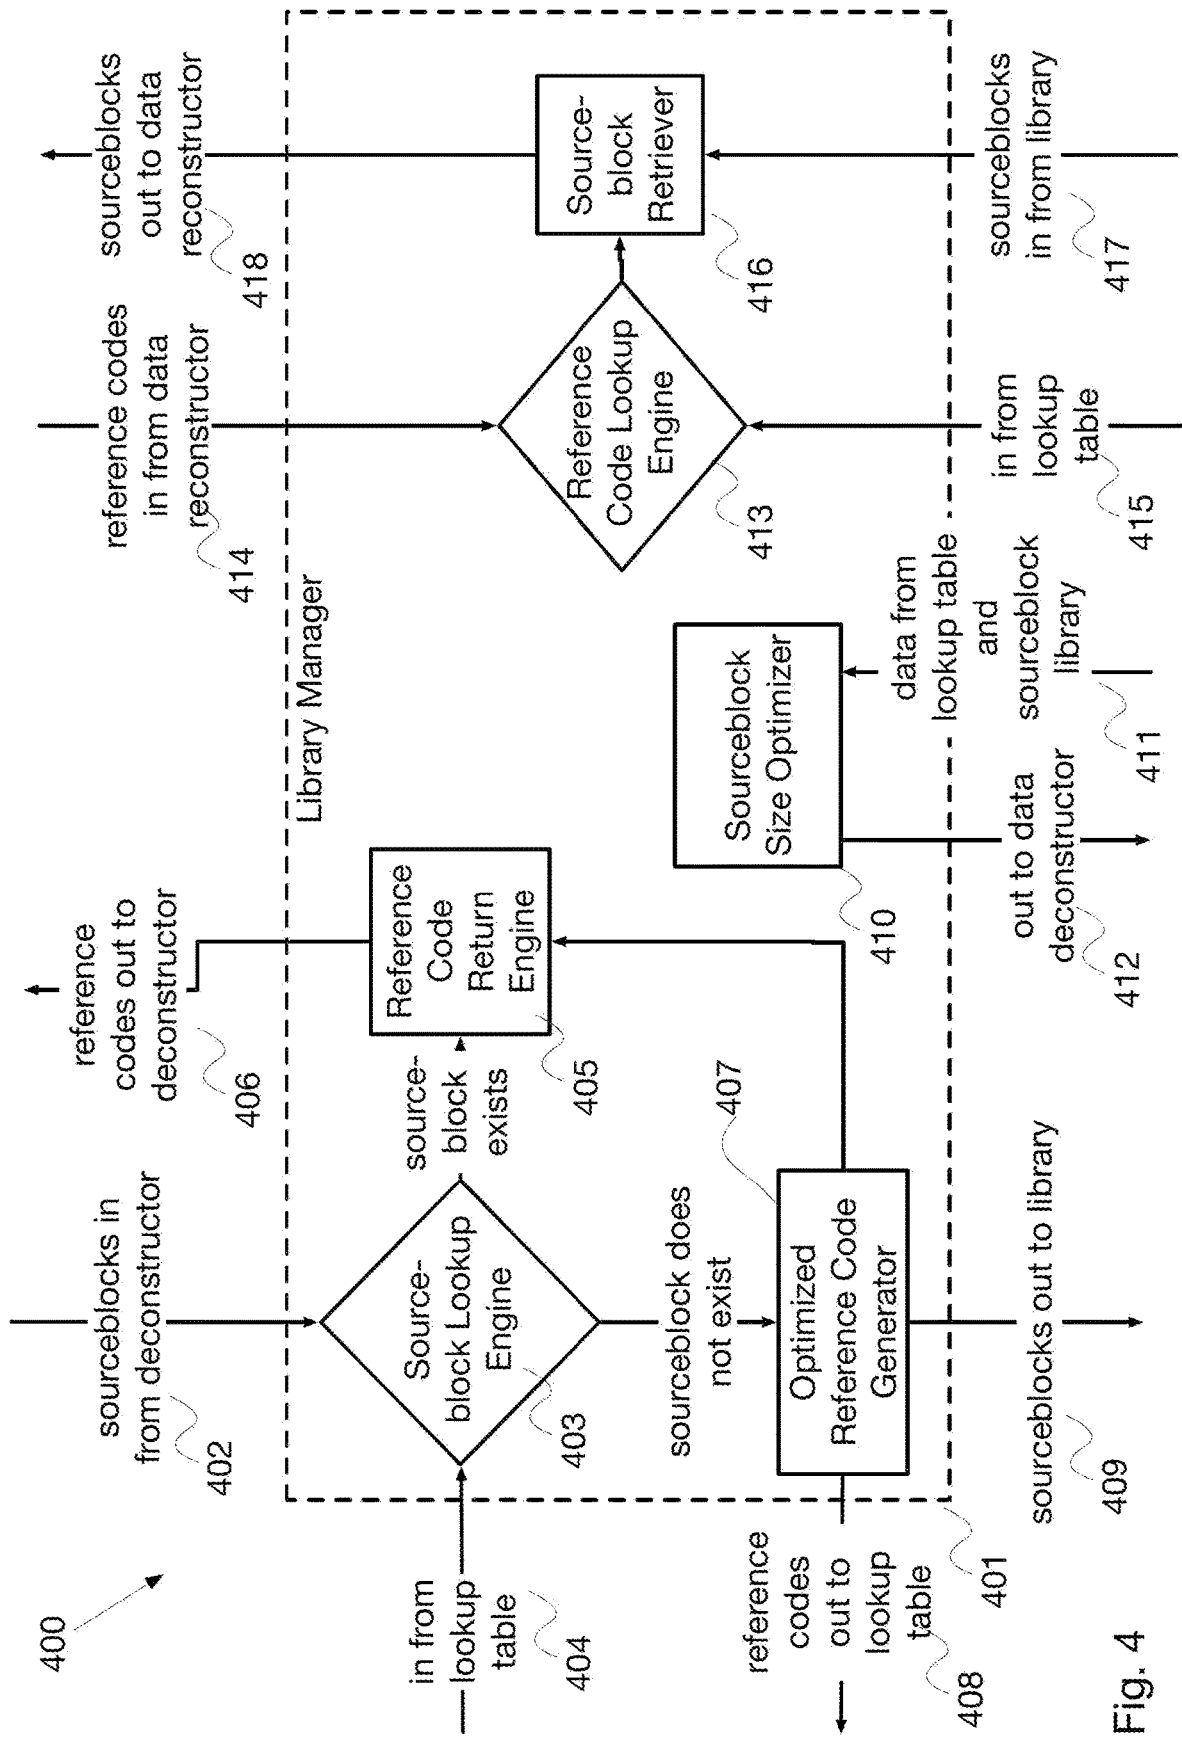 400
sourceblocks in
from deconstructor
402
reference
codes out to
deconstructor
406
reference codes
in from data
reconstructor
414
sourceblocks
out to data
reconstructor
418
Library Manager
in from
lookup
table
404
Source-
block Lookup
Engine
403
source-
block
exists
Reference
Code
Return
Engine
405
sourceblock does
not exist
407
Optimized
Reference Code
Generator
reference
codes
out to
lookup
table
408
401
sourceblocks out to library
409
Sourceblock
Size Optimizer
410
data from
lookup table
and
sourceblock
library
411
out to data
deconstructor
412
Reference
Code Lookup
Engine
413
in from
lookup
table
415
Source-
block
Retriever
416
sourceblocks
in from library
417
Fig. 4